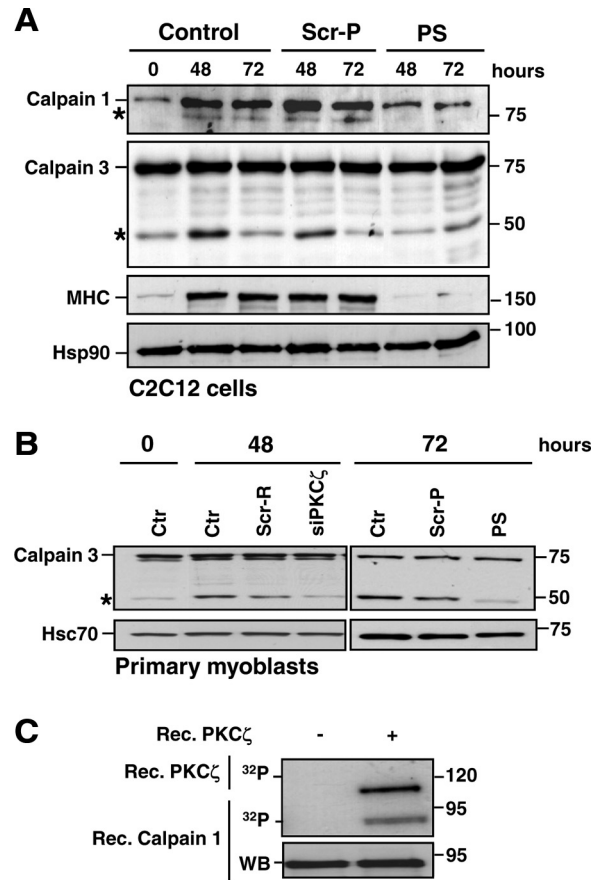 A
Control Scr-P PS
0 48 72 48 72 48 72 hours
Calpain 1
* 75
Calpain 3 75
* 50
MHC 150
100
Hsp90
C2C12 cells
B
0 48 72 hours
Ctr Ctr Scr-R siPKCζ Ctr Scr-P PS
Calpain 3 75
* 50
Hsc70 75
Primary myoblasts
C
Rec. PKCζ - +
Rec. PKCζ ³²P 120
95
³²P
Rec. Calpain 1
WB 95